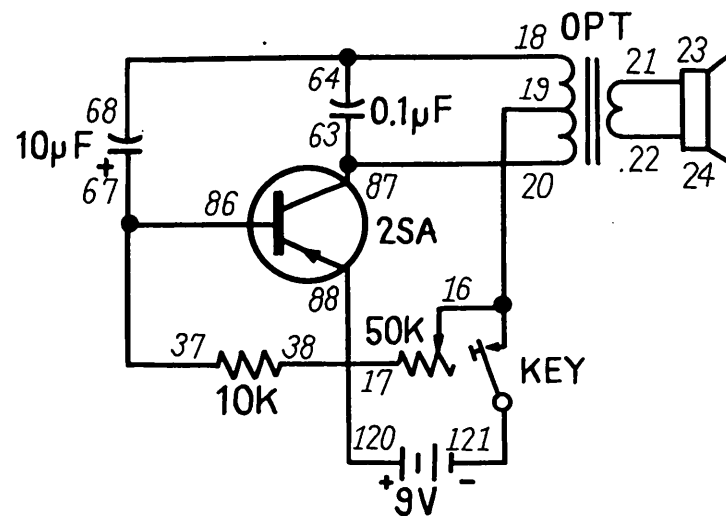 18 OPT
64 19 21 23
68 0.1µF
10µF + 63
67 87 20 .22 24
86 2SA
88 16
37 38 50K
10K 17 KEY
120 121
+ 9V -